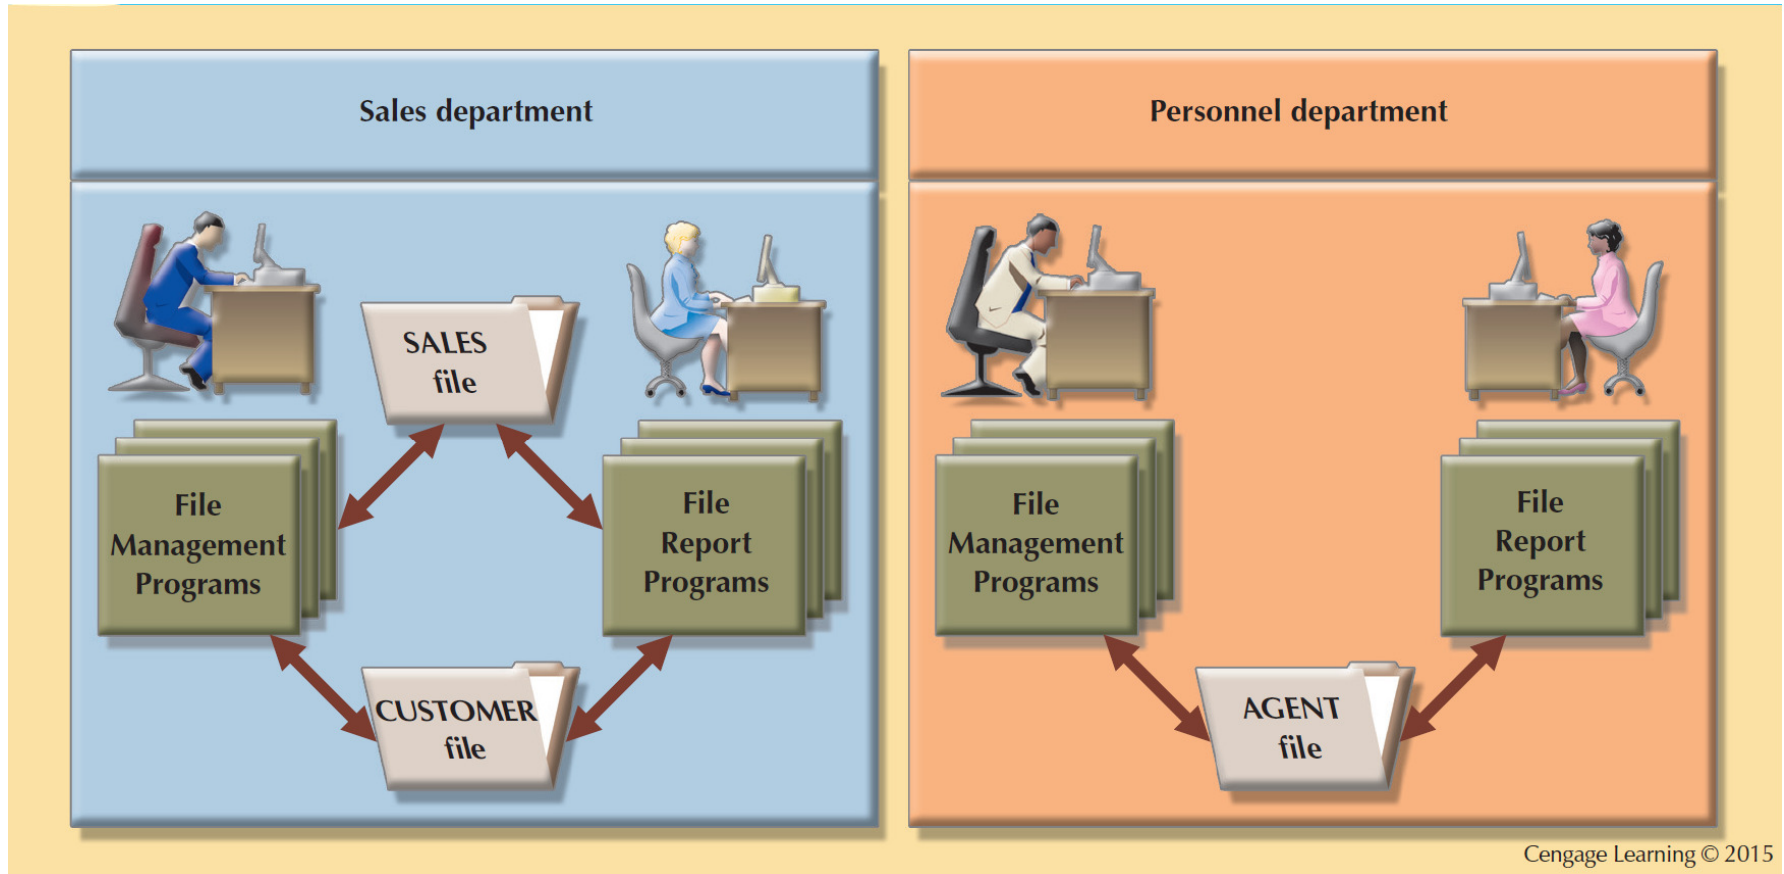 Sales department
Personnel department
SALES
file
File
Management
Programs
File
Report
Programs
CUSTOMER
file
File
Management
Programs
File
Report
Programs
AGENT
file
Cengage Learning © 2015